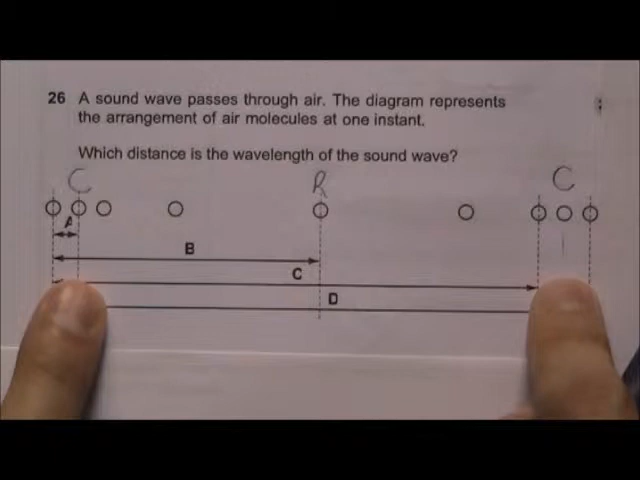 26 A sound wave passes through air. The diagram represents
the arrangement of air molecules at one instant.
Which distance is the wavelength of the sound wave?
C R C
A
B
C
D